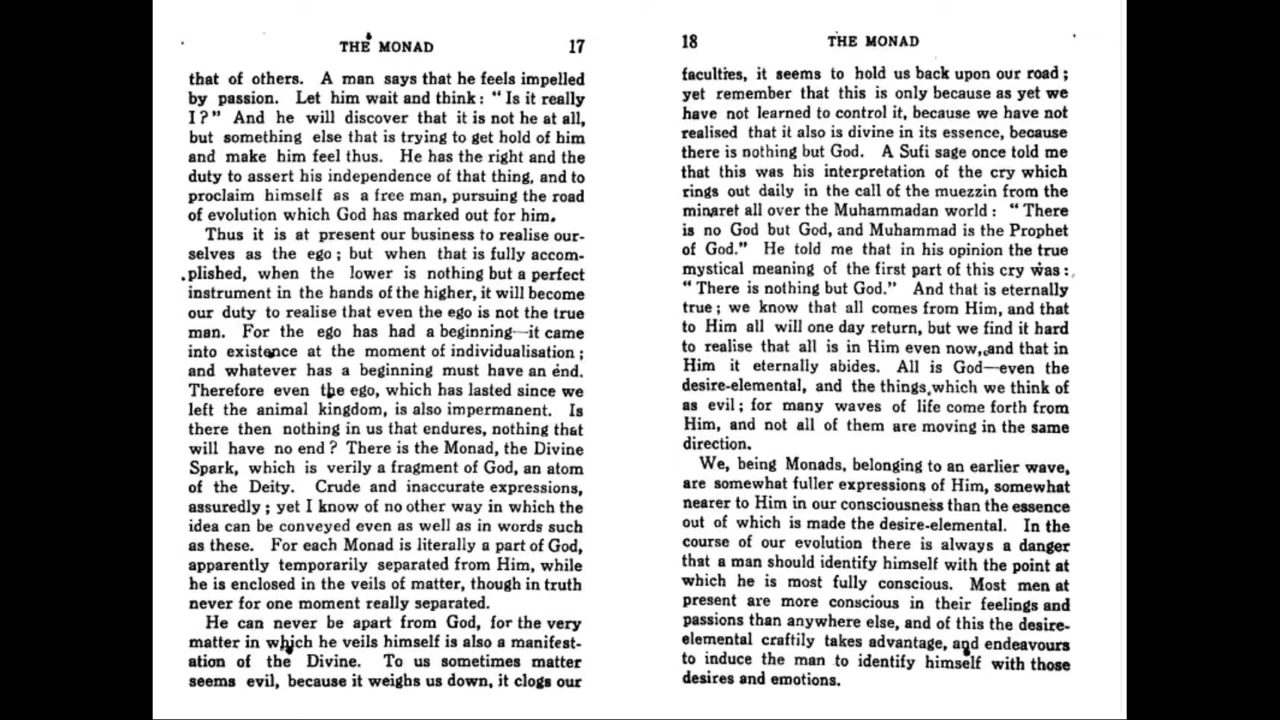 THE MONAD 17
that of others. A man says that he feels impelled
by passion. Let him wait and think: "Is it really
I?" And he will discover that it is not he at all,
but something else that is trying to get hold of him
and make him feel thus. He has the right and the
duty to assert his independence of that thing, and to
proclaim himself as a free man, pursuing the road
of evolution which God has marked out for him.
Thus it is at present our business to realise our-
selves as the ego; but when that is fully accom-
plished, when the lower is nothing but a perfect
instrument in the hands of the higher, it will become
our duty to realise that even the ego is not the true
man. For the ego has had a beginning—it came
into existence at the moment of individualisation;
and whatever has a beginning must have an end.
Therefore even the ego, which has lasted since we
left the animal kingdom, is also impermanent. Is
there then nothing in us that endures, nothing that
will have no end? There is the Monad, the Divine
Spark, which is verily a fragment of God, an atom
of the Deity. Crude and inaccurate expressions,
assuredly; yet I know of no other way in which the
idea can be conveyed even as well as in words such
as these. For each Monad is literally a part of God,
apparently temporarily separated from Him, while
he is enclosed in the veils of matter, though in truth
never for one moment really separated.
He can never be apart from God, for the very
matter in which he veils himself is also a manifest-
ation of the Divine. To us sometimes matter
seems evil, because it weighs us down, it clogs our
18 THE MONAD
faculties, it seems to hold us back upon our road;
yet remember that this is only because as yet we
have not learned to control it, because we have not
realised that it also is divine in its essence, because
there is nothing but God. A Sufi sage once told me
that this was his interpretation of the cry which
rings out daily in the call of the muezzin from the
minaret all over the Muhammadan world: "There
is no God but God, and Muhammad is the Prophet
of God." He told me that in his opinion the true
mystical meaning of the first part of this cry was:
"There is nothing but God." And that is eternally
true; we know that all comes from Him, and that
to Him all will one day return, but we find it hard
to realise that all is in Him even now, and that in
Him it eternally abides. All is God—even the
desire-elemental, and the things which we think of
as evil; for many waves of life come forth from
Him, and not all of them are moving in the same
direction.
We, being Monads, belonging to an earlier wave,
are somewhat fuller expressions of Him, somewhat
nearer to Him in our consciousness than the essence
out of which is made the desire-elemental. In the
course of our evolution there is always a danger
that a man should identify himself with the point at
which he is most fully conscious. Most men at
present are more conscious in their feelings and
passions than anywhere else, and of this the desire-
elemental craftily takes advantage, and endeavours
to induce the man to identify himself with those
desires and emotions.